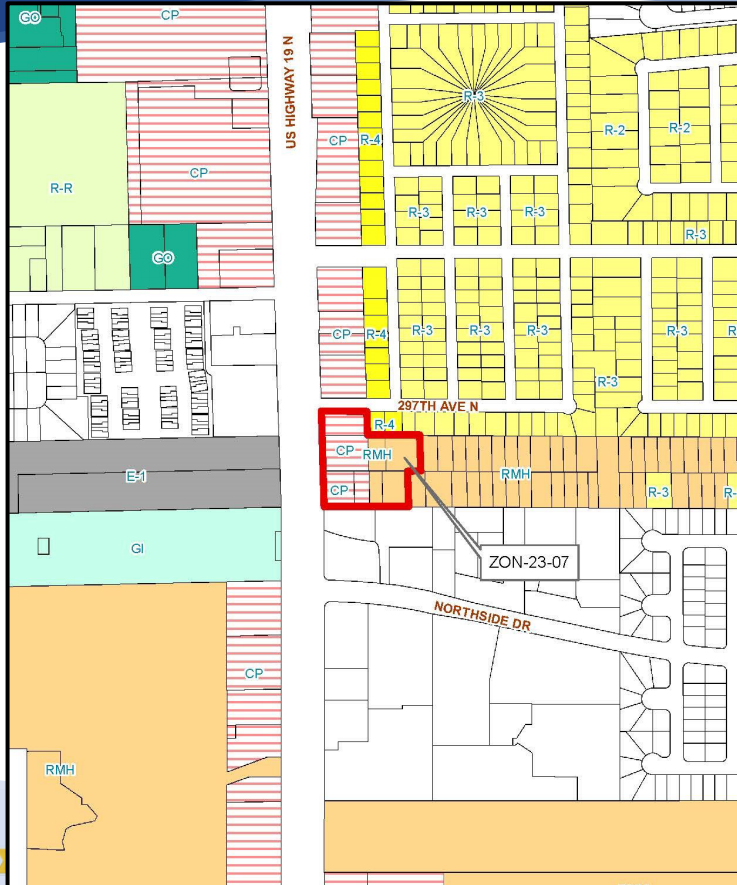 GO
CP
US HIGHWAY 19 N
R-3
R-2
R-2
CP
R-4
CP
R-R
R-3
R-3
R-3
R-3
GO
CP
R-4
R-3
R-3
R-3
R-3
R
R-3
297TH AVE N
R-4
CP
RMH
RMH
E-1
CP
R-3
R-
GI
ZON-23-07
NORTHSIDE DR
CP
RMH